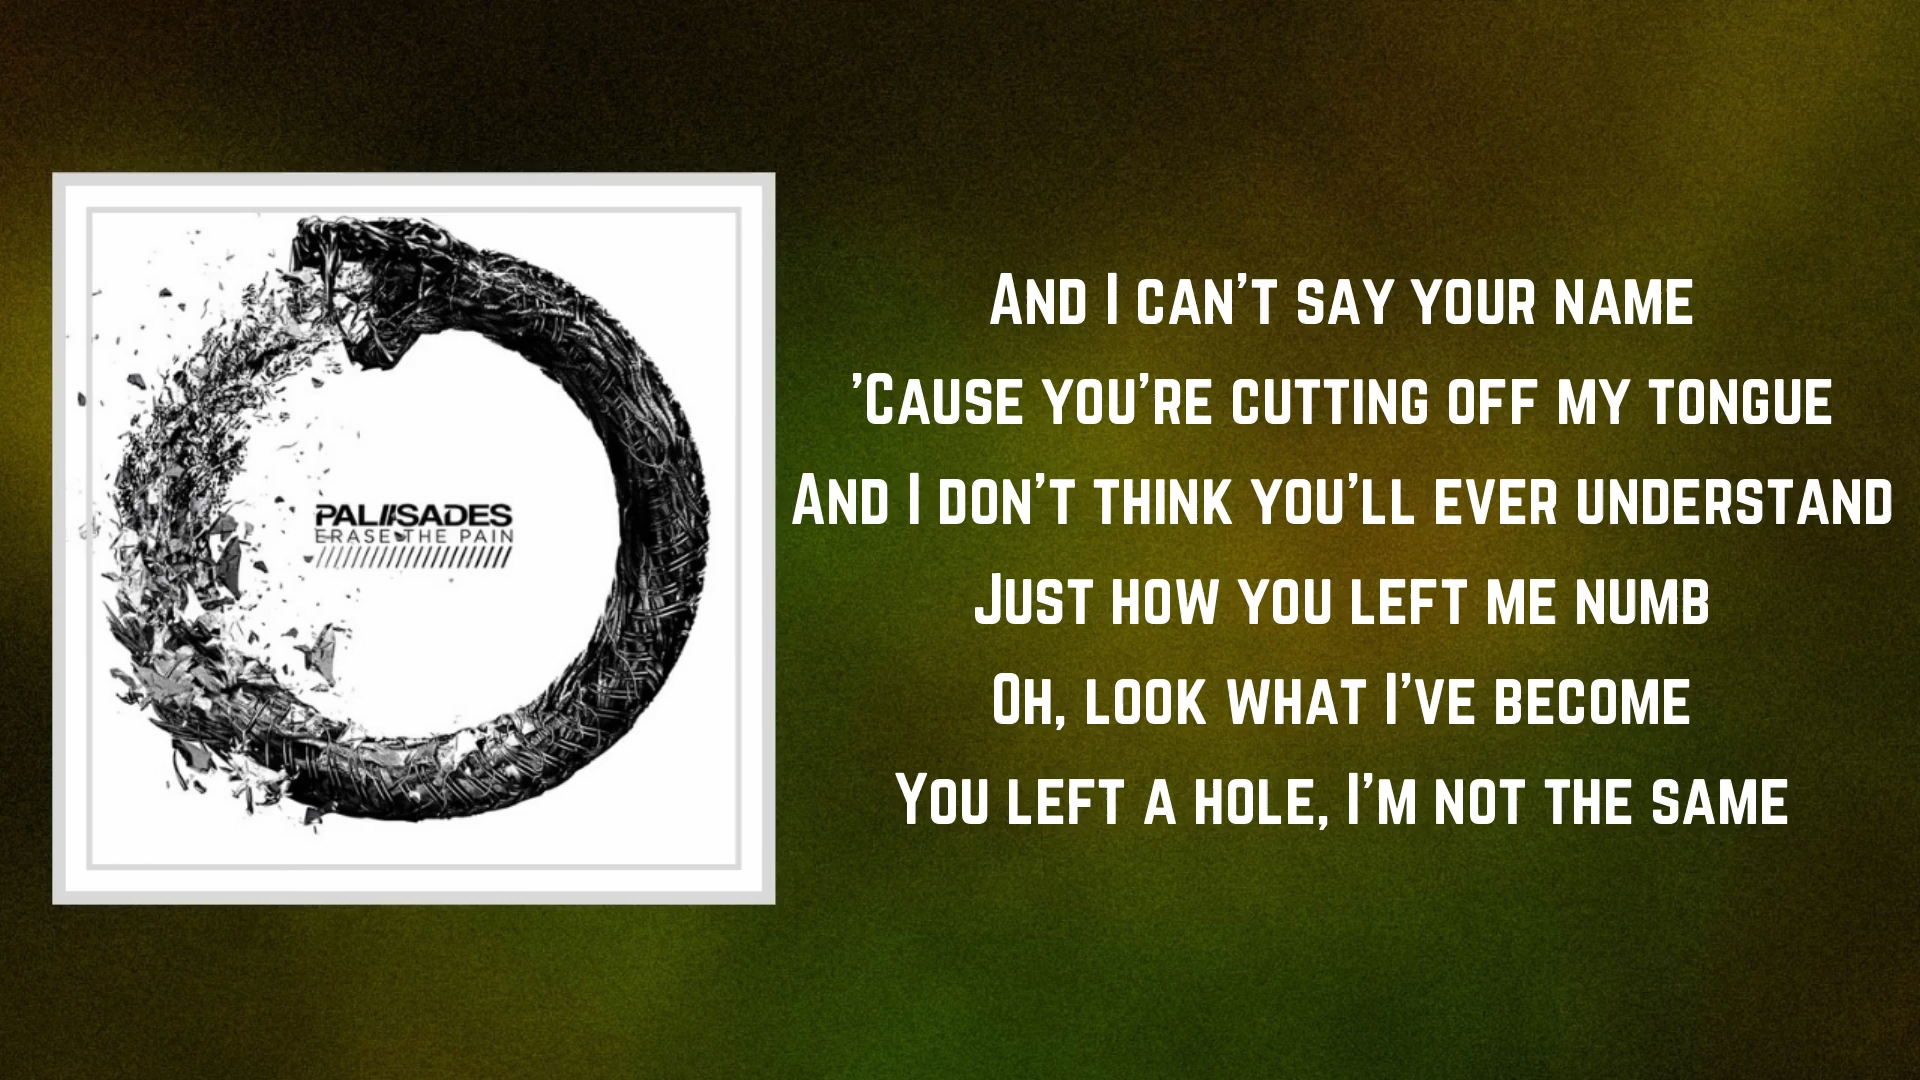 PALIISADES
ERASE THE PAIN
And I can't say your name
'Cause you're cutting off my tongue
And I don't think you'll ever understand
Just how you left me numb
Oh, look what I've become
You left a hole, I'm not the same